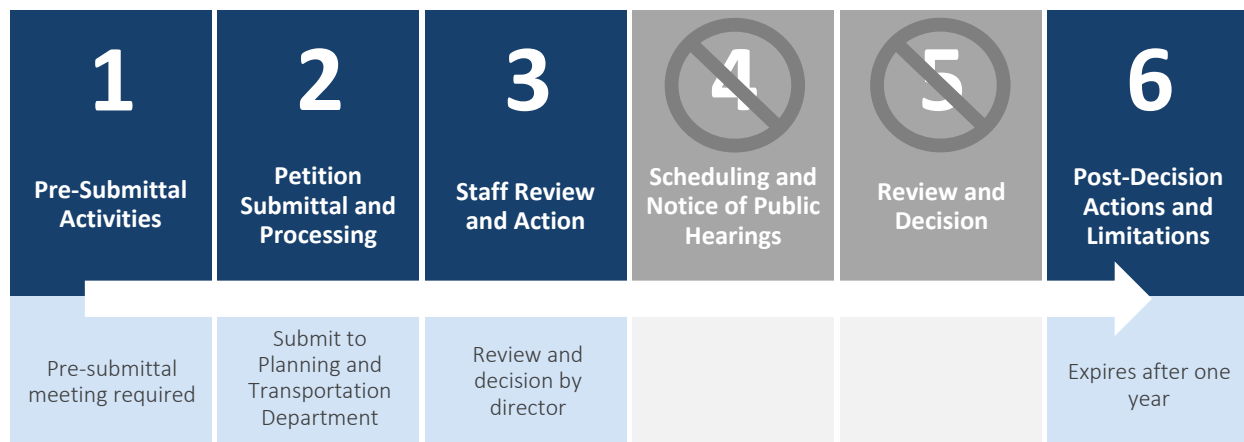 1
Pre-Submittal
Activities
Pre-submittal
meeting required
2
Petition
Submittal and
Processing
Submit to
Planning and
Transportation
Department
3
Staff Review
and Action
Review and
decision by
director
4
Scheduling and
Notice of Public
Hearings
5
Review and
Decision
6
Post-Decision
Actions and
Limitations
Expires after one
year